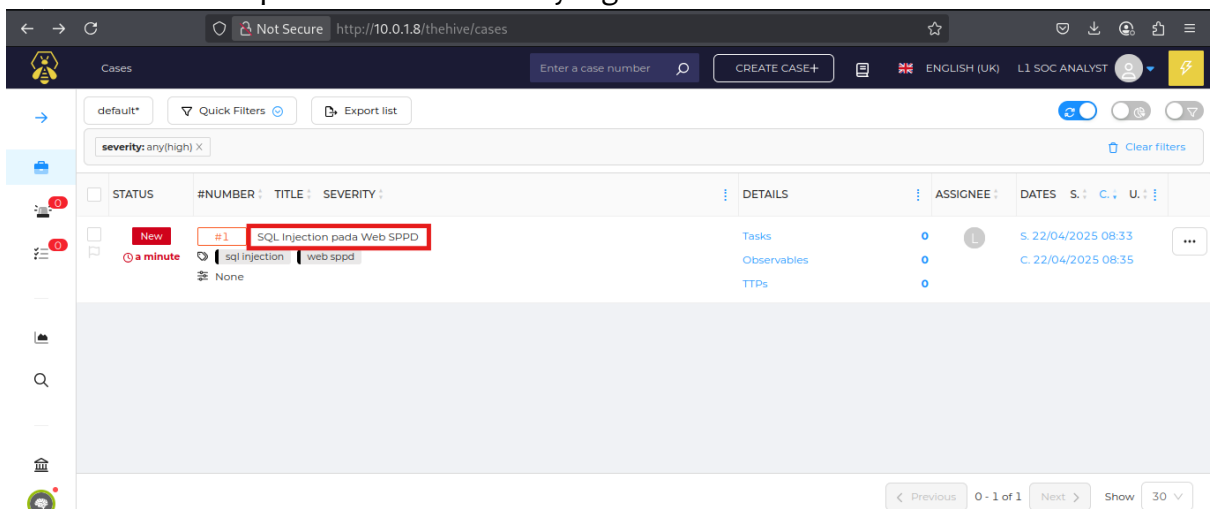 Not Secure http://10.0.1.8/thehive/cases
Cases Enter a case number CREATE CASE+ ENGLISH (UK) L1 SOC ANALYST
default* Quick Filters Export list
severity: any(high) X Clear filters
STATUS #NUMBER TITLE SEVERITY DETAILS ASSIGNEE DATES S. C. U.
New #1 SQL Injection pada Web SPPD Tasks 0 L S. 22/04/2025 08:33
0 a minute sql injection web sppd Observables 0 C. 22/04/2025 08:35
None TTPs 0
0
Previous 0 - 1 of 1 Next Show 30